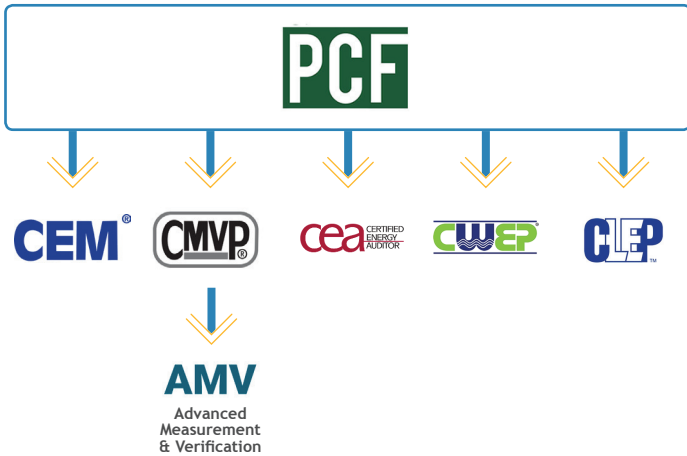 PCF
CEM®
CMVP®
cea CERTIFIED
ENERGY
AUDITOR
CWEP®
CLEP™
AMV
Advanced
Measurement
& Verification